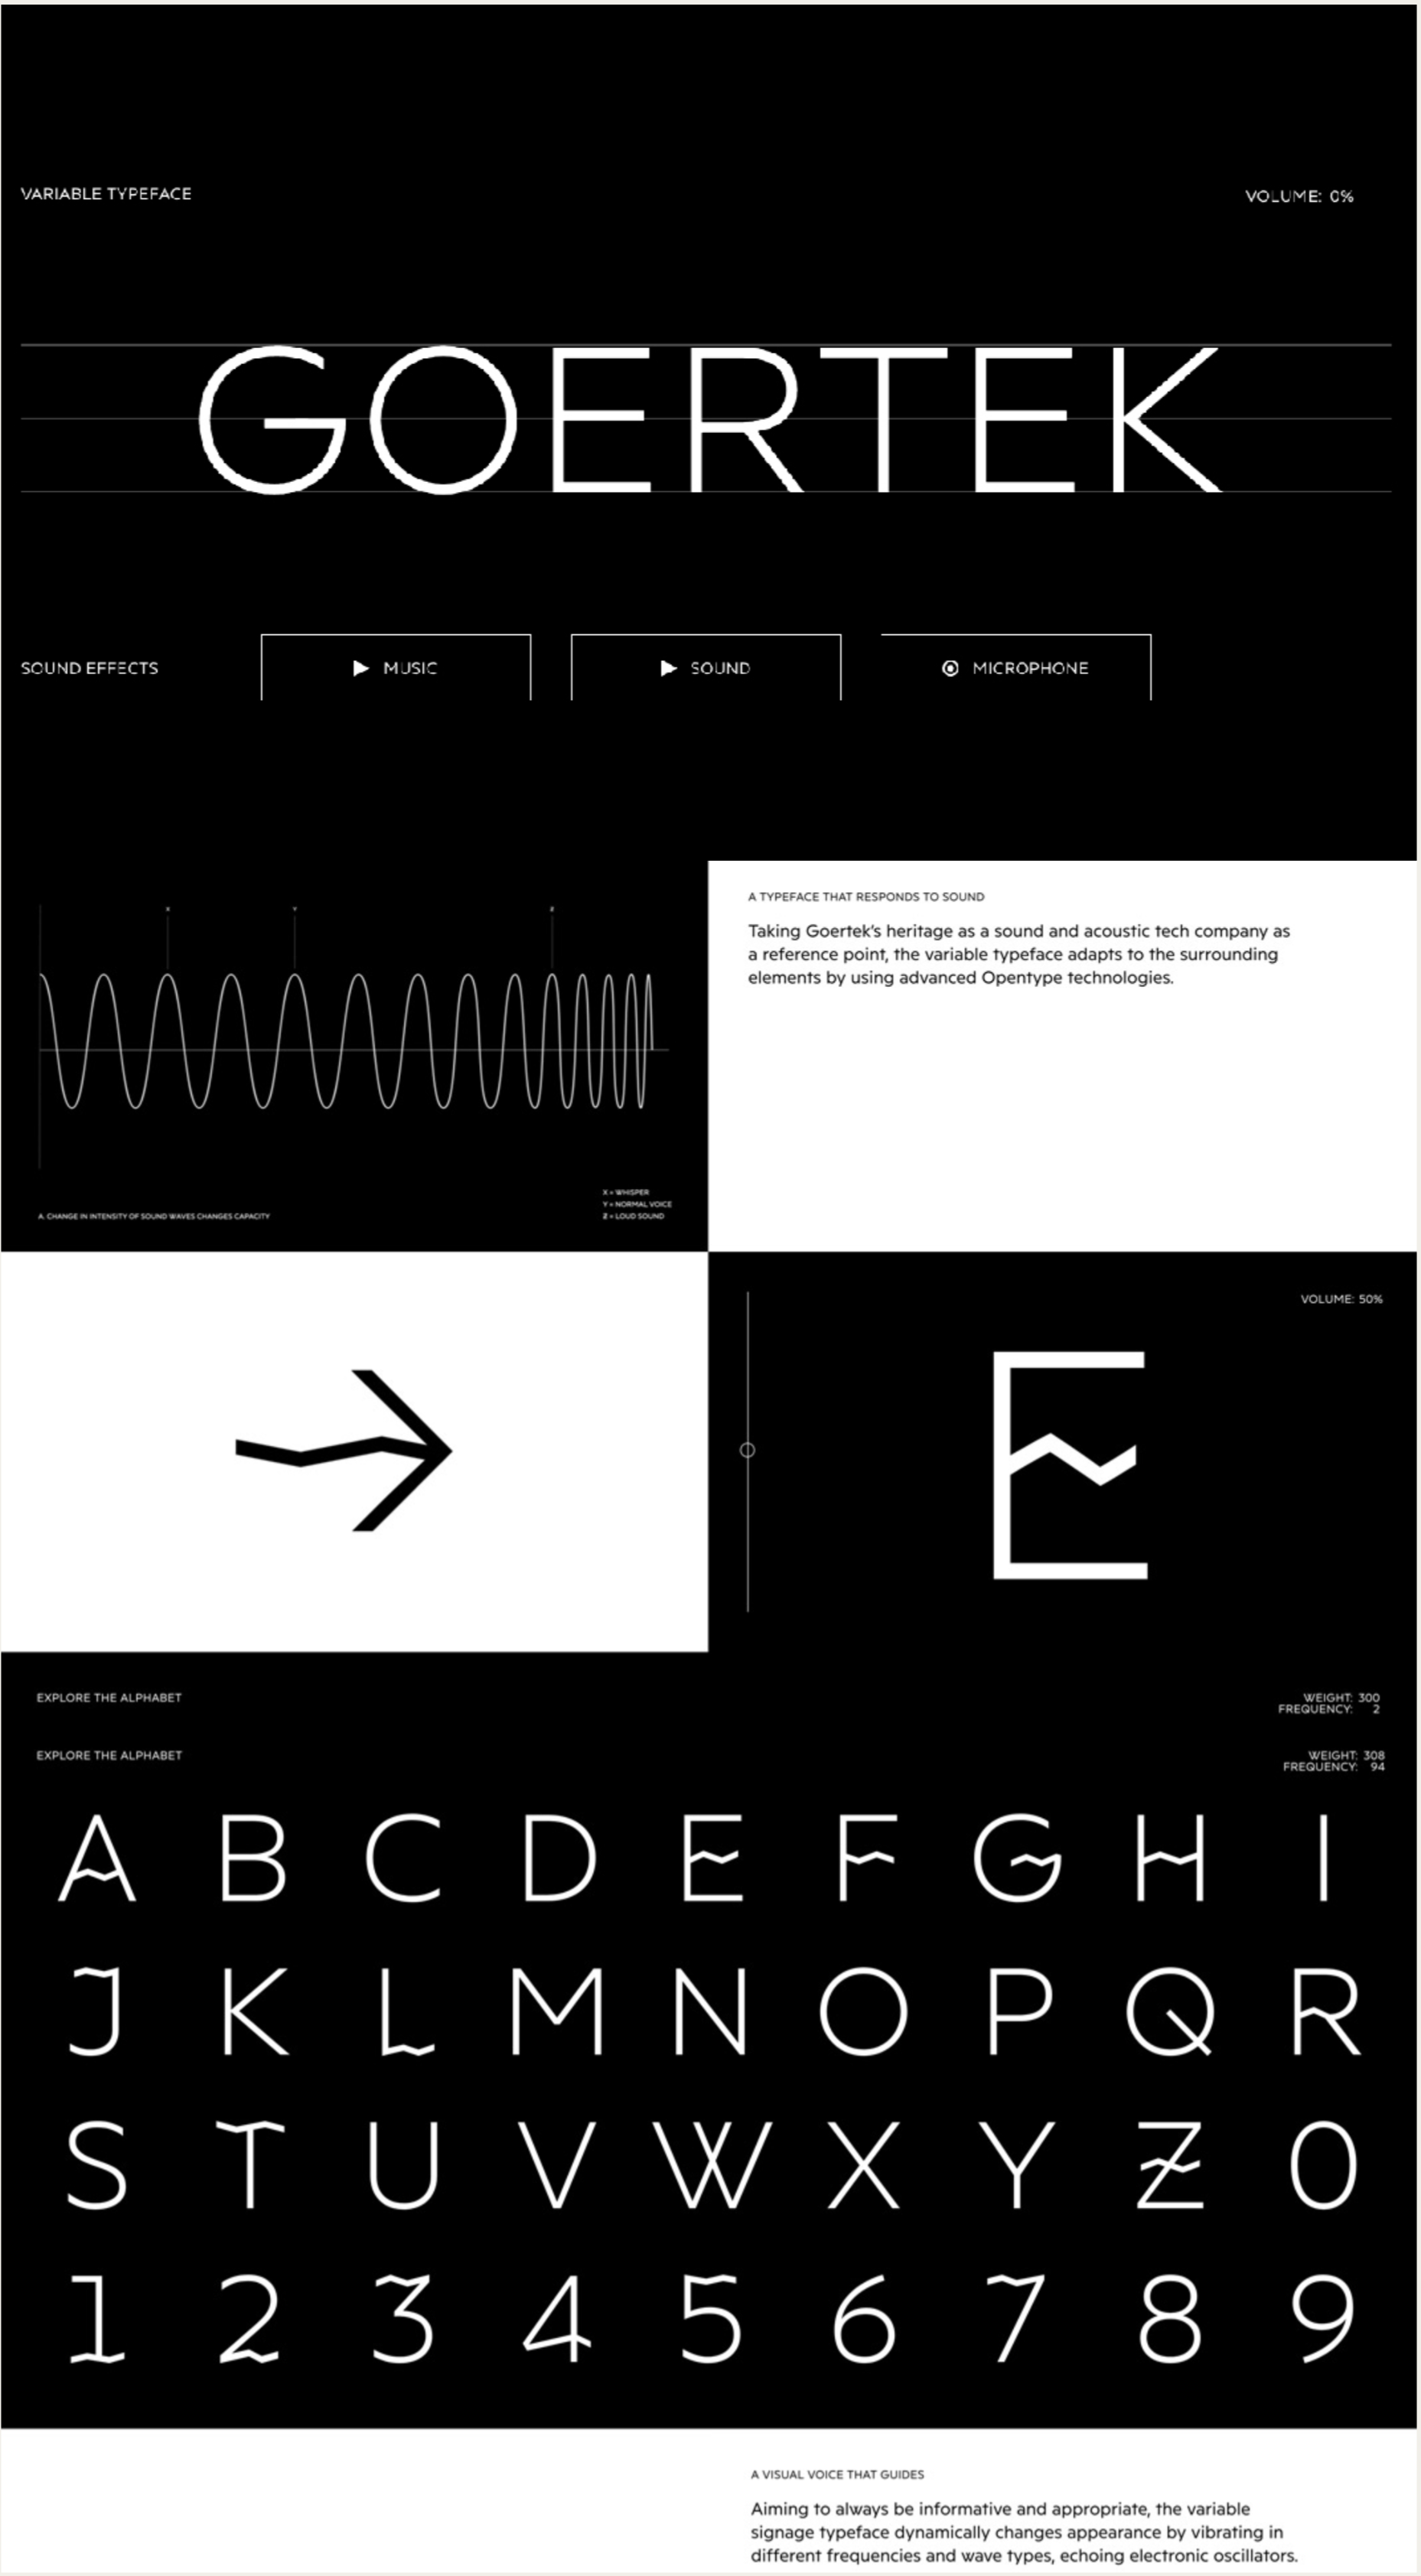 VARIABLE TYPEFACE
VOLUME: 0%
GOERTEK
SOUND EFFECTS
MUSIC
SOUND
MICROPHONE
X
Y
Z
A. CHANGE IN INTENSITY OF SOUND WAVES CHANGES CAPACITY
X = WHISPER
Y = NORMAL VOICE
Z = LOUD SOUND
A TYPEFACE THAT RESPONDS TO SOUND
Taking Goertek's heritage as a sound and acoustic tech company as
a reference point, the variable typeface adapts to the surrounding
elements by using advanced Opentype technologies.
VOLUME: 50%
E
EXPLORE THE ALPHABET
WEIGHT: 300
FREQUENCY: 2
EXPLORE THE ALPHABET
WEIGHT: 308
FREQUENCY: 94
A B C D E F G H I
J K L M N O P Q R
S T U V W X Y Z 0
1 2 3 4 5 6 7 8 9
A VISUAL VOICE THAT GUIDES
Aiming to always be informative and appropriate, the variable
signage typeface dynamically changes appearance by vibrating in
different frequencies and wave types, echoing electronic oscillators.